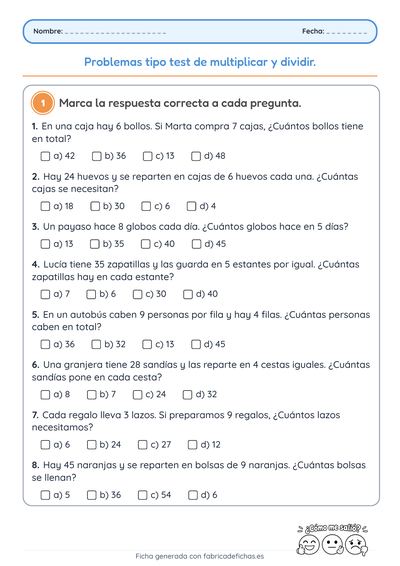 Nombre: Fecha:
Problemas tipo test de multiplicar y dividir.
1 Marca la respuesta correcta a cada pregunta.
1. En una caja hay 6 bollos. Si Marta compra 7 cajas, ¿Cuántos bollos tiene
en total?
a) 42 b) 36 c) 13 d) 48
2. Hay 24 huevos y se reparten en cajas de 6 huevos cada una. ¿Cuántas
cajas se necesitan?
a) 18 b) 30 c) 6 d) 4
3. Un payaso hace 8 globos cada día. ¿Cuántos globos hace en 5 días?
a) 13 b) 35 c) 40 d) 45
4. Lucía tiene 35 zapatillas y las guarda en 5 estantes por igual. ¿Cuántas
zapatillas hay en cada estante?
a) 7 b) 6 c) 30 d) 40
5. En un autobús caben 9 personas por fila y hay 4 filas. ¿Cuántas personas
caben en total?
a) 36 b) 32 c) 13 d) 45
6. Una granjera tiene 28 sandías y las reparte en 4 cestas iguales. ¿Cuántas
sandías pone en cada cesta?
a) 8 b) 7 c) 24 d) 32
7. Cada regalo lleva 3 lazos. Si preparamos 9 regalos, ¿Cuántos lazos
necesitamos?
a) 6 b) 24 c) 27 d) 12
8. Hay 45 naranjas y se reparten en bolsas de 9 naranjas. ¿Cuántas bolsas
se llenan?
a) 5 b) 36 c) 54 d) 6
¿Cómo me salió?
Ficha generada con fabricadefichas.es